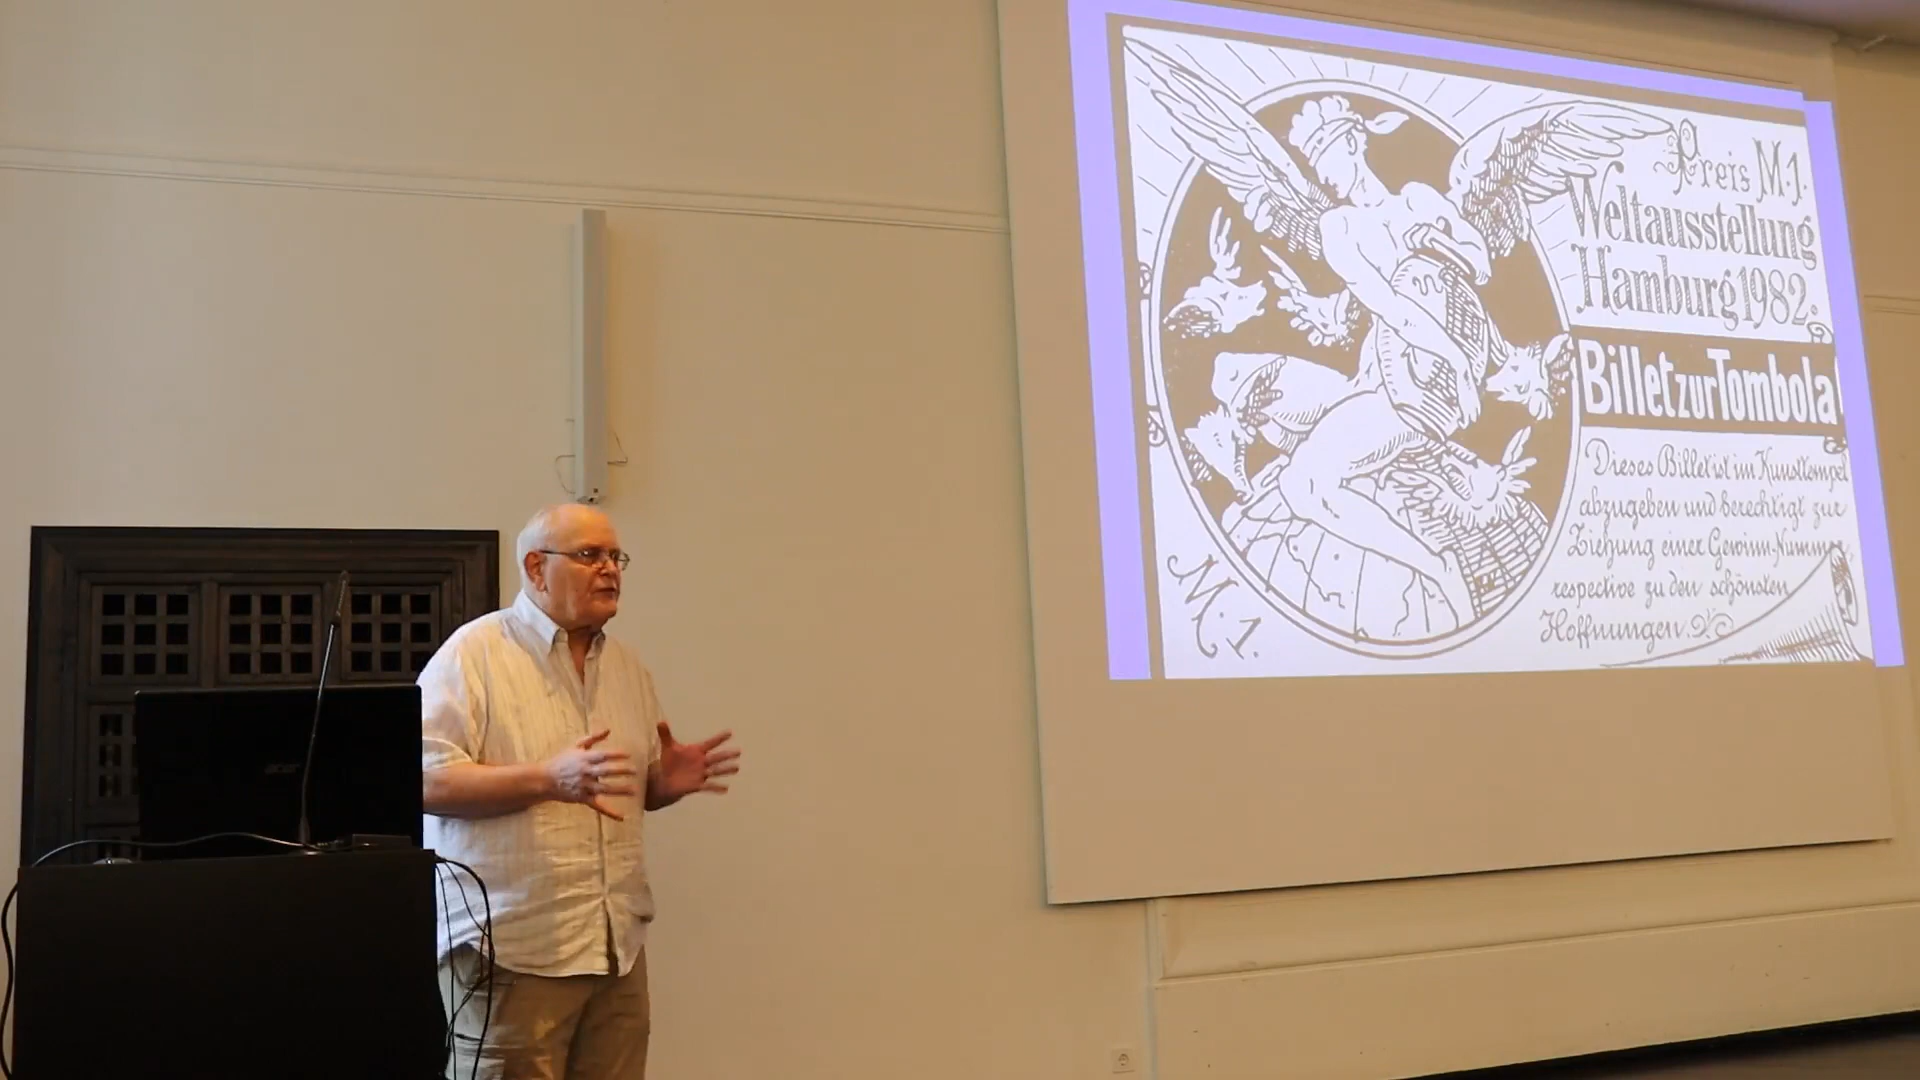 Preis M.1.
Weltausstellung
Hamburg 1982.
Billet zur Tombola
Dieses Billet ist im Kunsttempel
abzugeben und berechtigt zur
Ziehung einer Gewinn-Nummer,
respective zu den schönsten
Hoffnungen.
M. 1.
acer